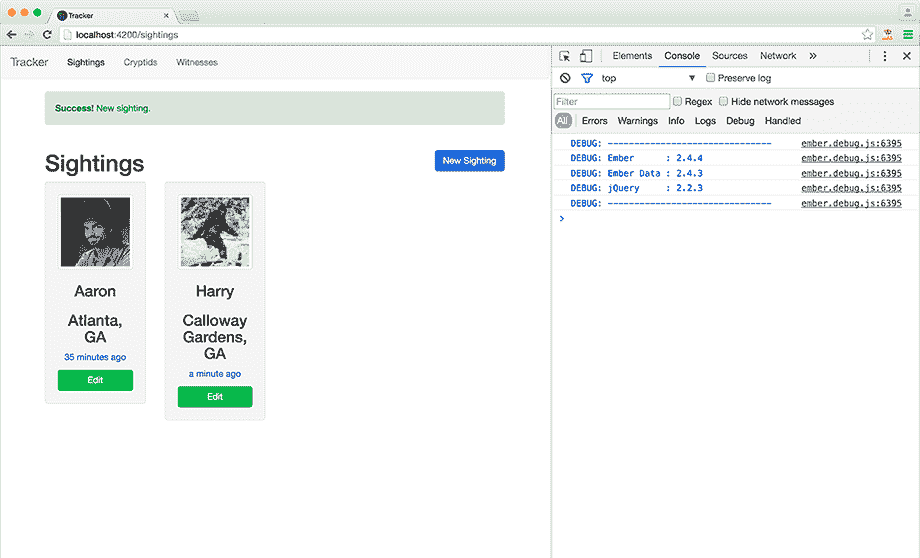 Tracker
localhost:4200/sightings
Tracker Sightings Cryptids Witnesses
Success! New sighting.
Sightings
New Sighting
Aaron
Atlanta,
GA
35 minutes ago
Edit
Harry
Calloway
Gardens,
GA
a minute ago
Edit
Elements Console Sources Network »
top Preserve log
Filter Regex Hide network messages
All Errors Warnings Info Logs Debug Handled
DEBUG: ------------------------------- ember.debug.js:6395
DEBUG: Ember : 2.4.4 ember.debug.js:6395
DEBUG: Ember Data : 2.4.3 ember.debug.js:6395
DEBUG: jQuery : 2.2.3 ember.debug.js:6395
DEBUG: ------------------------------- ember.debug.js:6395
>